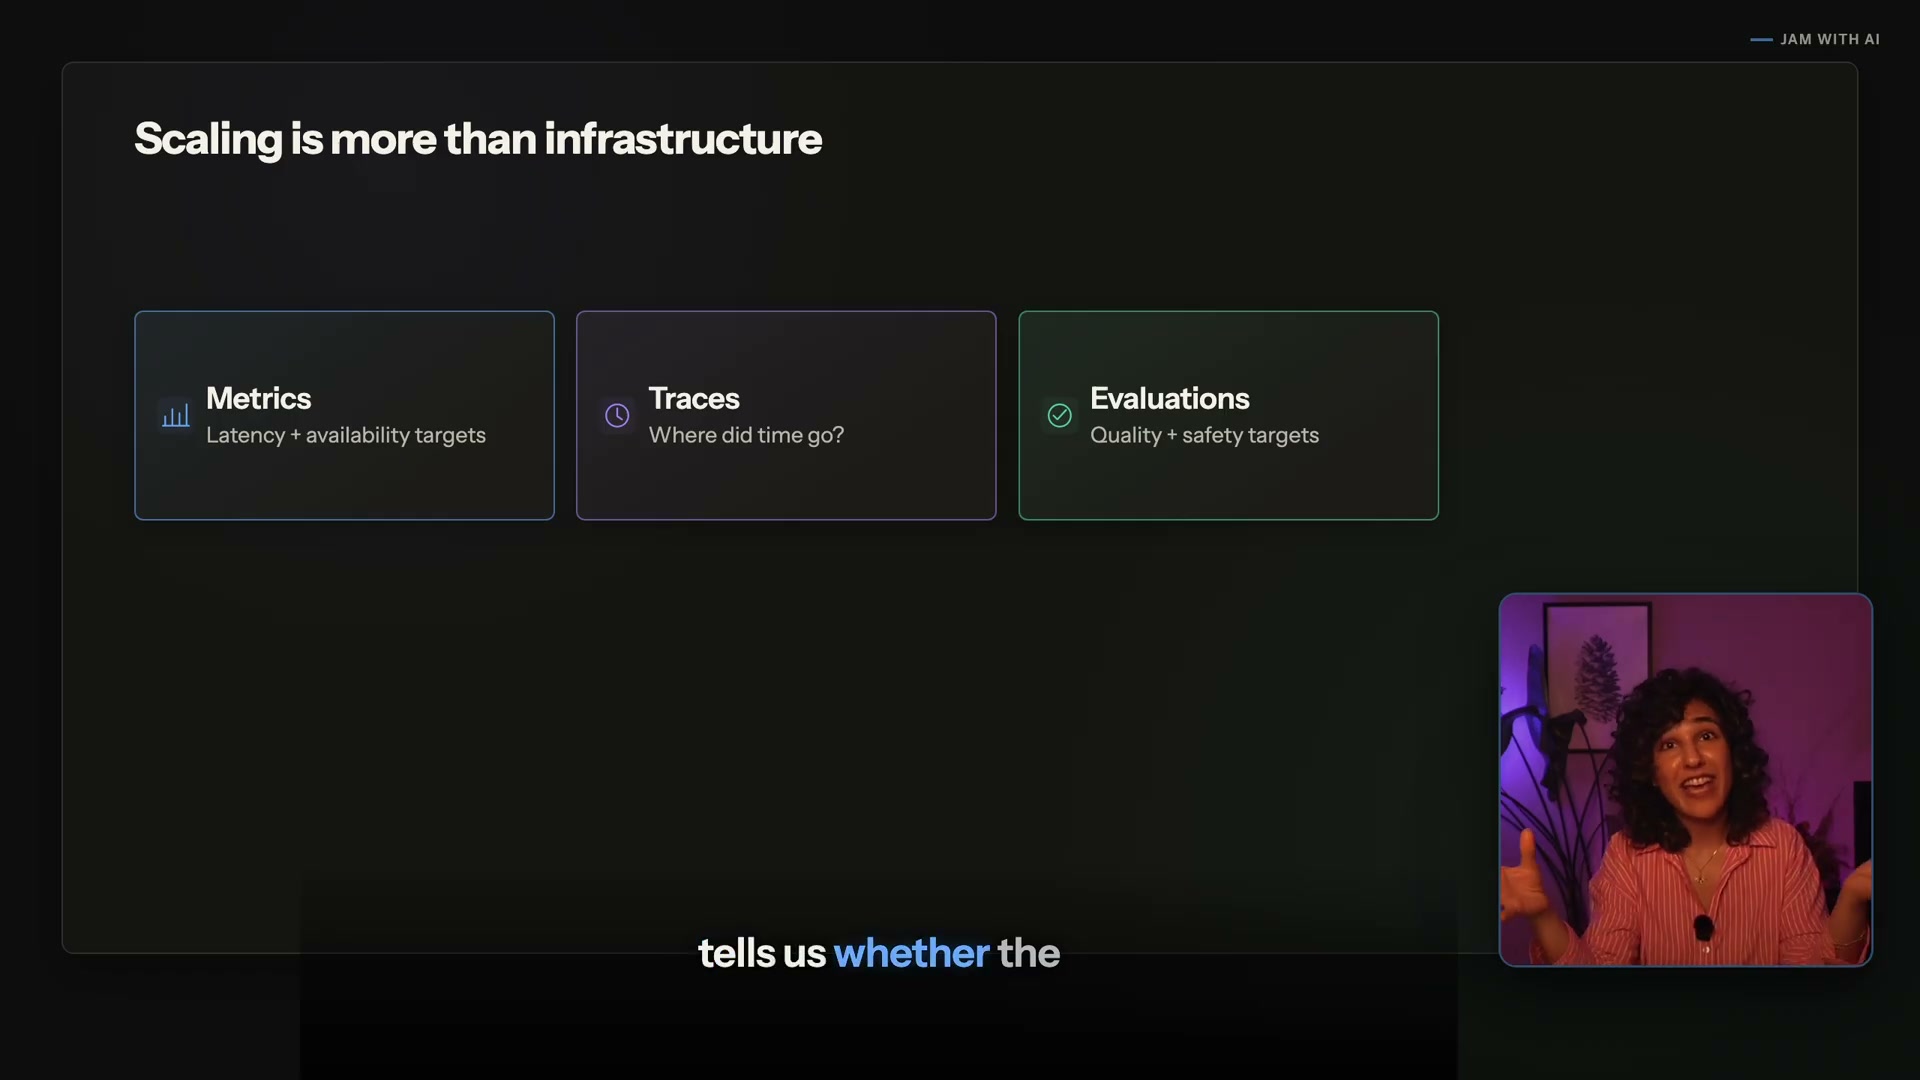 JAM WITH AI
Scaling is more than infrastructure
Metrics
Latency + availability targets
Traces
Where did time go?
Evaluations
Quality + safety targets
tells us whether the